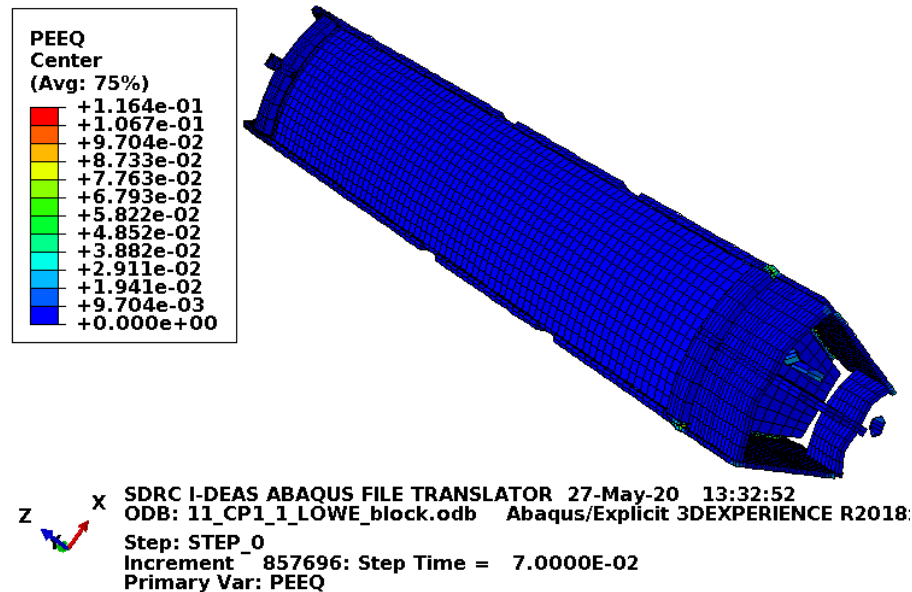 PEEQ
Center
(Avg: 75%)
+1.164e-01
+1.067e-01
+9.704e-02
+8.733e-02
+7.763e-02
+6.793e-02
+5.822e-02
+4.852e-02
+3.882e-02
+2.911e-02
+1.941e-02
+9.704e-03
+0.000e+00
Z X
SDRC I-DEAS ABAQUS FILE TRANSLATOR 27-May-20 13:32:52
ODB: 11_CP1_1_LOWE_block.odb Abaqus/Explicit 3DEXPERIENCE R2018
Step: STEP_0
Increment 857696: Step Time = 7.0000E-02
Primary Var: PEEQ